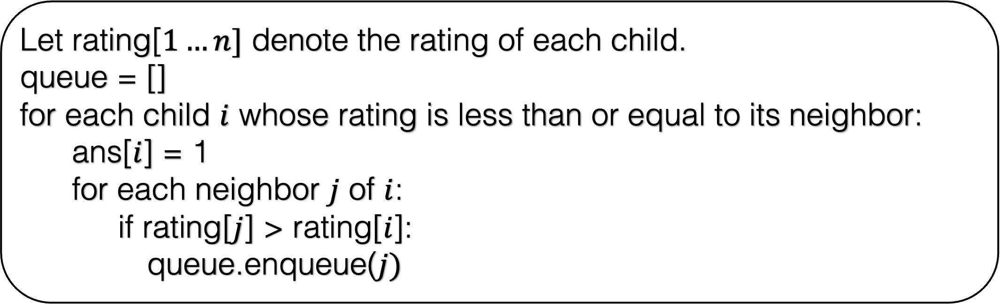 Let rating[1 ... n] denote the rating of each child.
queue = []
for each child i whose rating is less than or equal to its neighbor:
ans[i] = 1
for each neighbor j of i:
if rating[j] > rating[i]:
queue.enqueue(j)